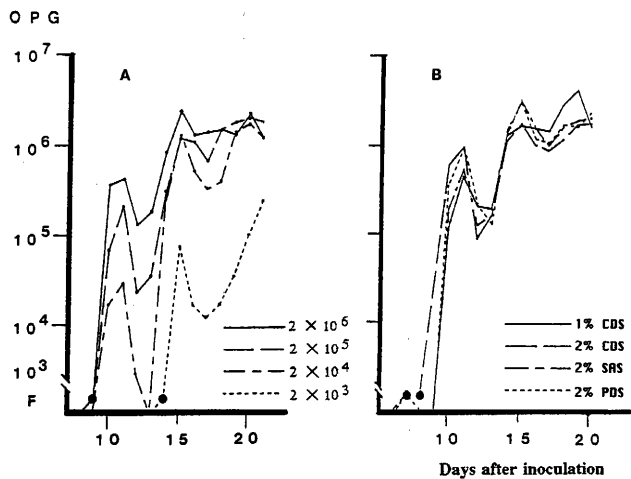 O P G
10⁷
10⁶
10⁵
10⁴
10³
F
A
2 × 10⁶
2 × 10⁵
2 × 10⁴
2 × 10³
10 15 20
B
1% CDS
2% CDS
2% SAS
2% PDS
10 15 20
Days after inoculation